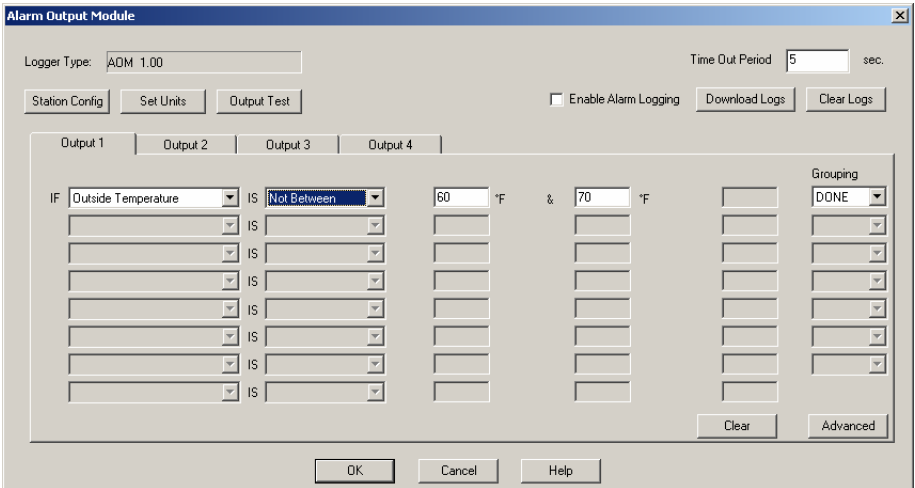 Alarm Output Module
Logger Type: AOM 1.00
Time Out Period 5 sec.
Station Config Set Units Output Test
Enable Alarm Logging Download Logs Clear Logs
Output 1 Output 2 Output 3 Output 4
Grouping
IF Outside Temperature IS Not Between 60 °F & 70 °F DONE
IS
IS
IS
IS
IS
IS
IS
Clear Advanced
OK Cancel Help